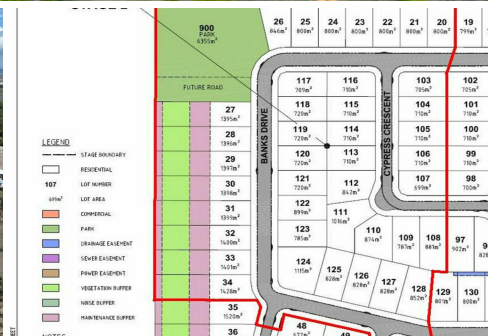 900
PARK
6355m²
FUTURE ROAD
26
846m²
25
800m²
24
800m²
23
800m²
22
800m²
21
800m²
20
800m²
19
799m²
27
1395m²
28
1396m²
29
1397m²
30
1398m²
31
1399m²
32
1400m²
33
1401m²
34
1428m²
35
1520m²
36
BANKS DRIVE
CYPRESS CRESCENT
117
709m²
116
710m²
118
720m²
115
710m²
119
720m²
114
710m²
120
720m²
113
710m²
121
720m²
112
847m²
122
899m²
111
1016m²
123
785m²
110
874m²
109
787m²
108
881m²
124
1115m²
125
828m²
126
828m²
127
828m²
128
852m²
103
705m²
102
705m²
104
710m²
101
710m²
105
710m²
100
710m²
106
710m²
99
710m²
107
699m²
98
700m²
97
902m²
129
801m²
130
800m²
48
49
LEGEND
STAGE BOUNDARY
RESIDENTIAL
107 LOT NUMBER
699m² LOT AREA
COMMERCIAL
PARK
DRAINAGE EASEMENT
SEWER EASEMENT
POWER EASEMENT
VEGETATION BUFFER
NOISE BUFFER
MAINTENANCE BUFFER
NOTES